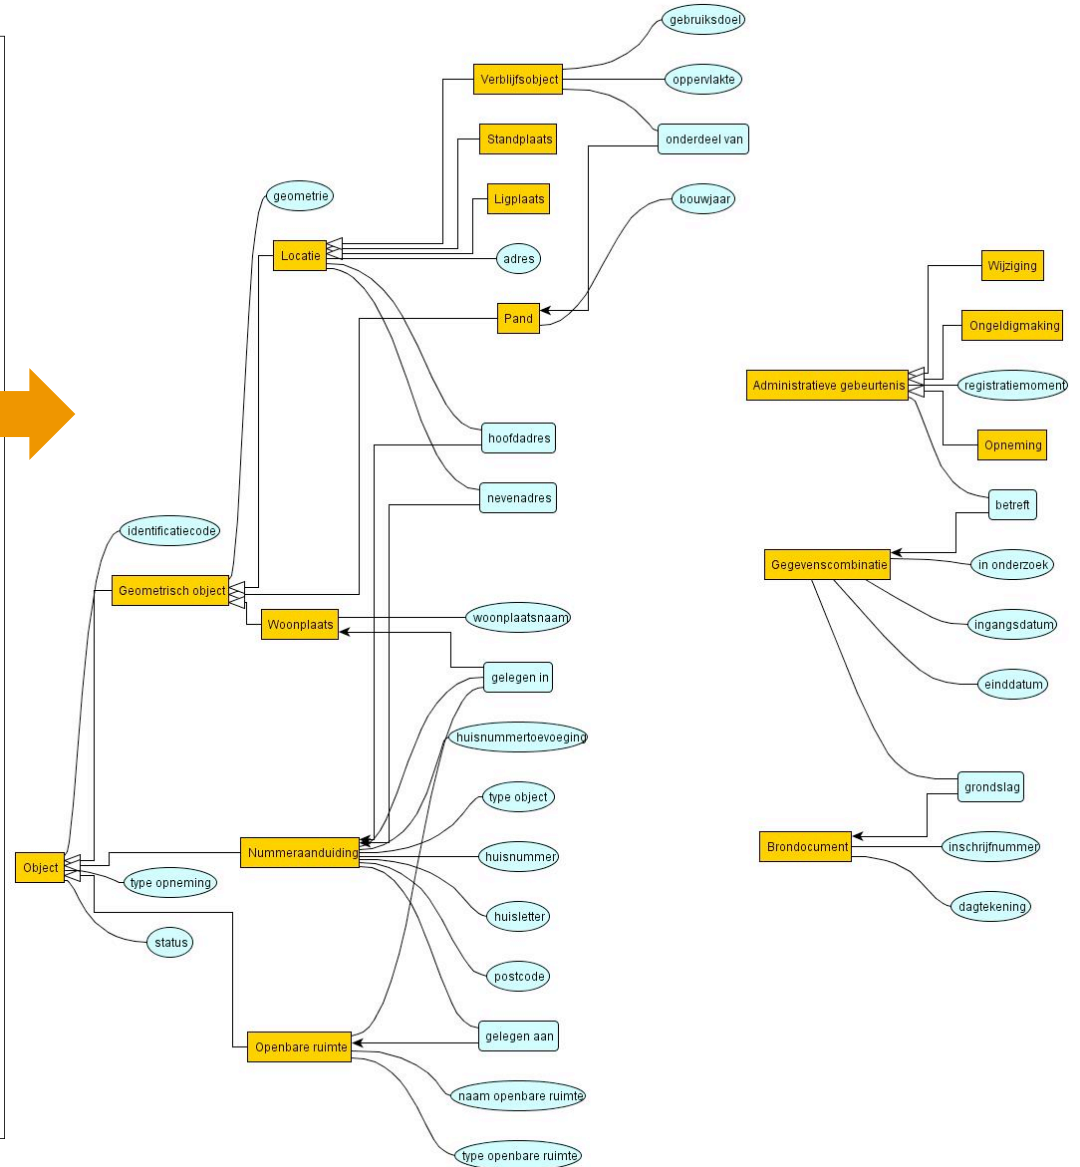 gebruiksdoel
Verblijfsobject
oppervlakte
Standplaats
onderdeel van
geometrie
Ligplaats
bouwjaar
Locatie
adres
Wijziging
Pand
Ongeldigmaking
Administratieve gebeurtenis
registratiemoment
hoofdadres
Opneming
nevenadres
betreft
identificatiecode
Gegevenscombinatie
in onderzoek
Geometrisch object
Woonplaats
woonplaatsnaam
ingangsdatum
gelegen in
einddatum
huisnummertoevoeging
type object
grondslag
Nummeraanduiding
huisnummer
Brondocument
inschrijfnummer
Object
type opneming
huisletter
dagtekening
status
postcode
gelegen aan
Openbare ruimte
naam openbare ruimte
type openbare ruimte